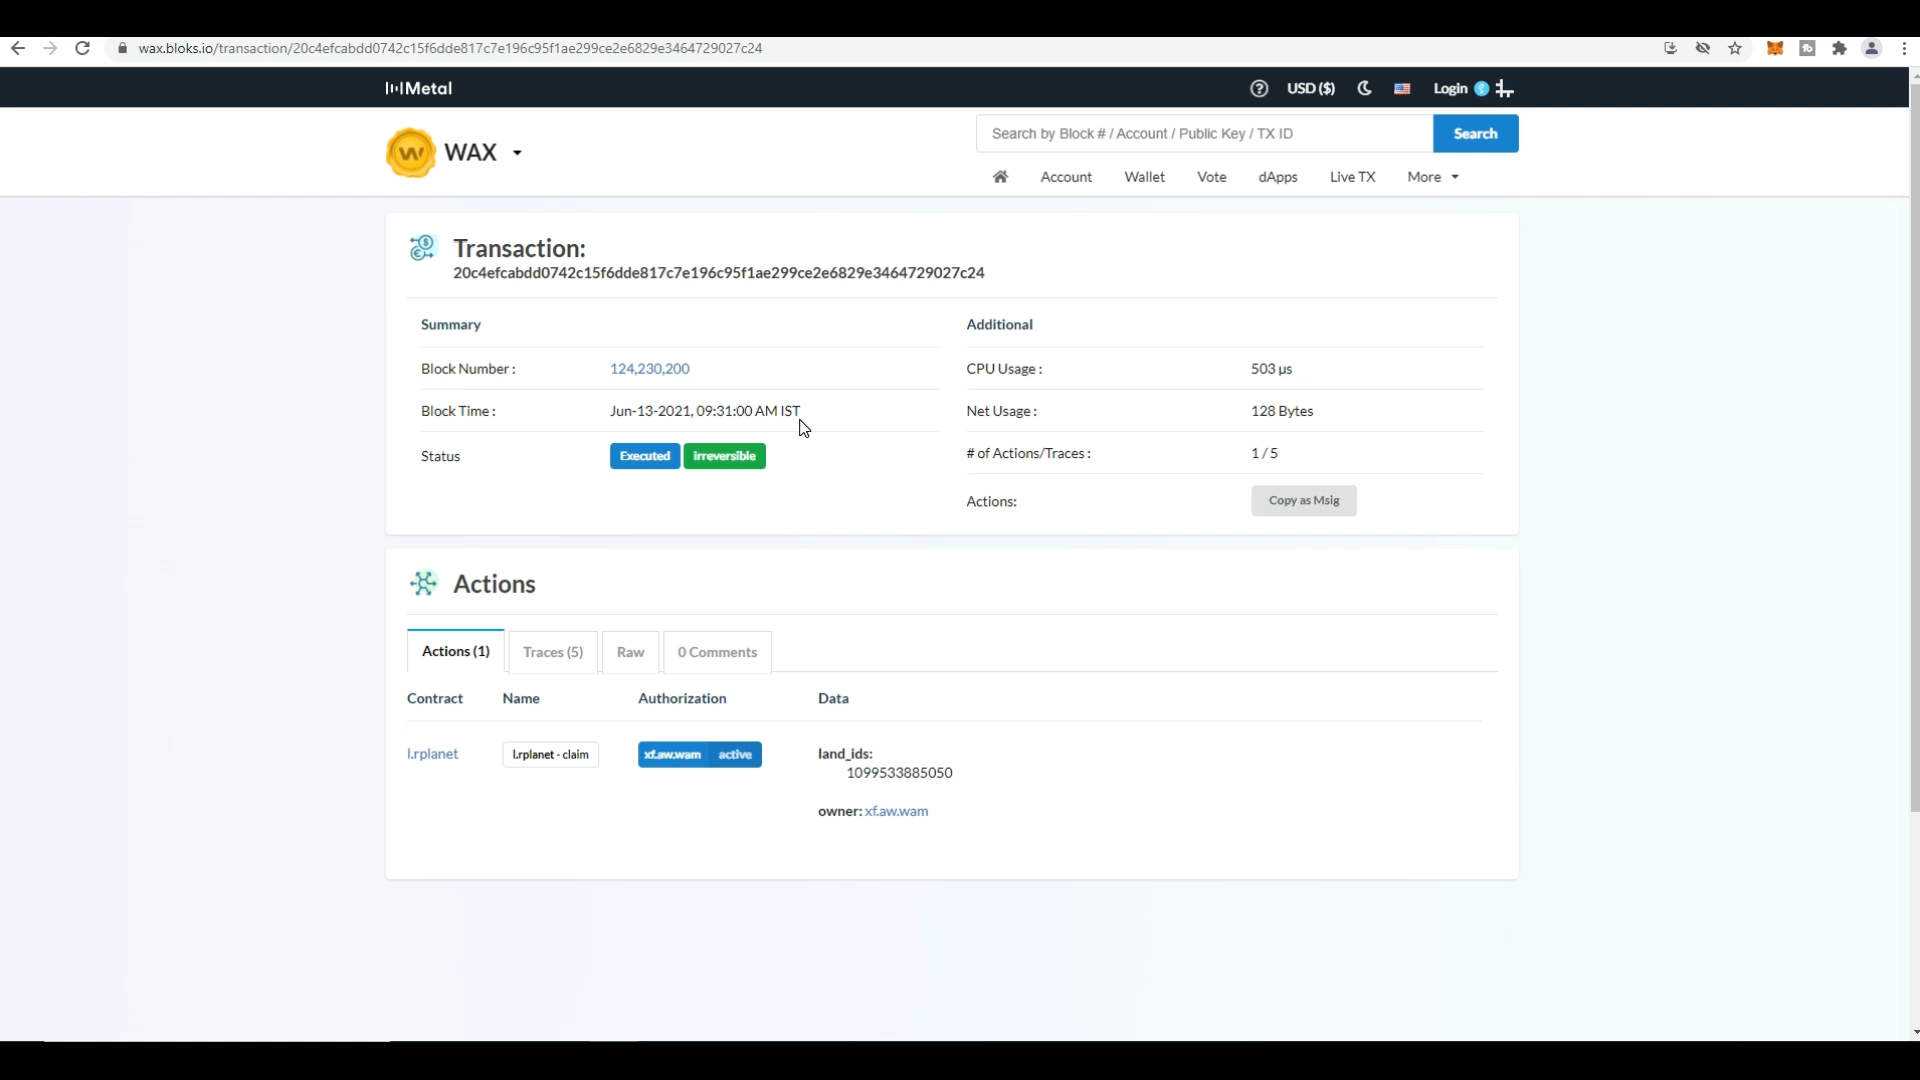 wax.bloks.io/transaction/20c4efcabdd0742c15f6dde817c7e196c95f1ae299ce2e6829e3464729027c24
Metal
USD ($)
Login
WAX
Search by Block # / Account / Public Key / TX ID
Search
Account
Wallet
Vote
dApps
Live TX
More
Transaction:
20c4efcabdd0742c15f6dde817c7e196c95f1ae299ce2e6829e3464729027c24
Summary
Block Number :
124,230,200
Block Time :
Jun-13-2021, 09:31:00 AM IST
Status
Executed
irreversible
Additional
CPU Usage :
503 µs
Net Usage :
128 Bytes
# of Actions/Traces :
1 / 5
Actions:
Copy as Msig
Actions
Actions (1)
Traces (5)
Raw
0 Comments
Contract
Name
Authorization
Data
l.rplanet
l.rplanet - claim
xf.aw.wam
active
land_ids:
1099533885050
owner: xf.aw.wam